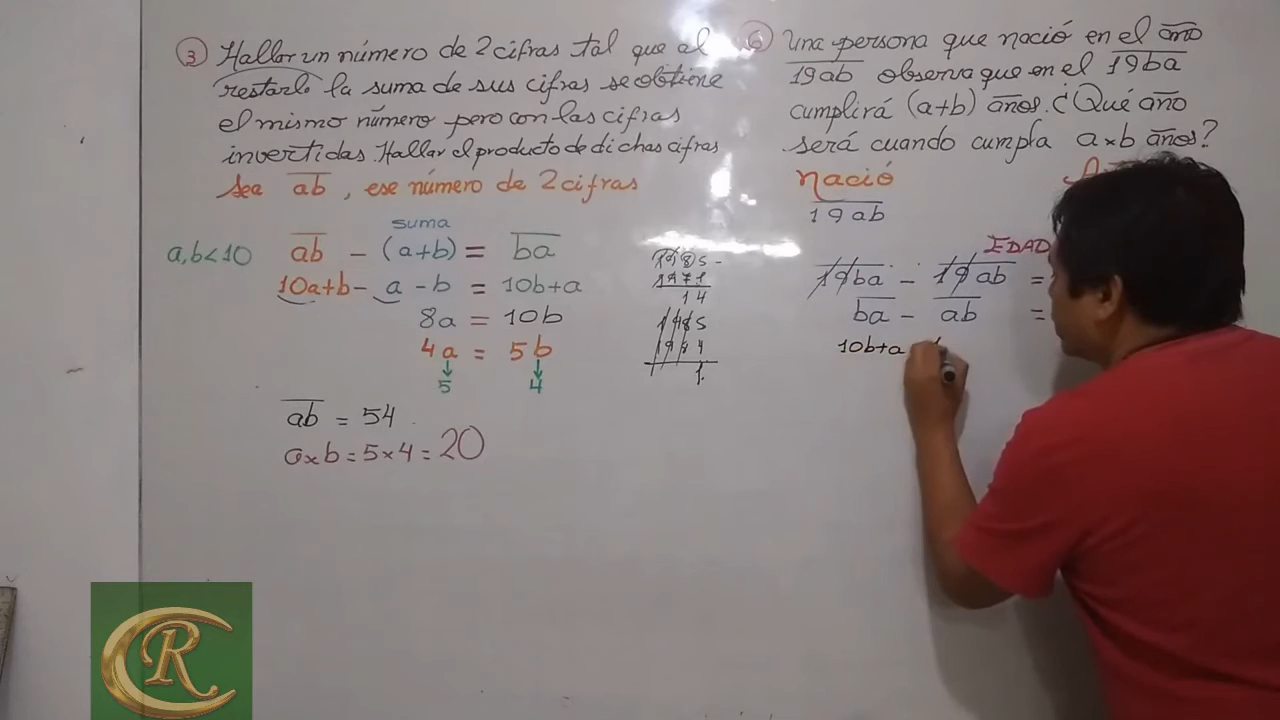 3 Hallar un número de 2 cifras tal que al
restarle la suma de sus cifras se obtiene
el mismo número pero con las cifras
invertidas. Hallar el producto de dichas cifras
Sea ab, ese número de 2 cifras
suma
a,b<10 ab - (a+b) = ba
10a+b - a - b = 10b+a
8a = 10b
4a = 5b
5 4
ab = 54
a×b = 5×4 = 20
14
6 Una persona que nació en el año
19ab observa que en el 19ba
cumplirá (a+b) años. ¿Qué año
será cuando cumpla a×b años?
Nació
19ab
EDAD
19ba - 19ab =
ba - ab =
10b+a
CR